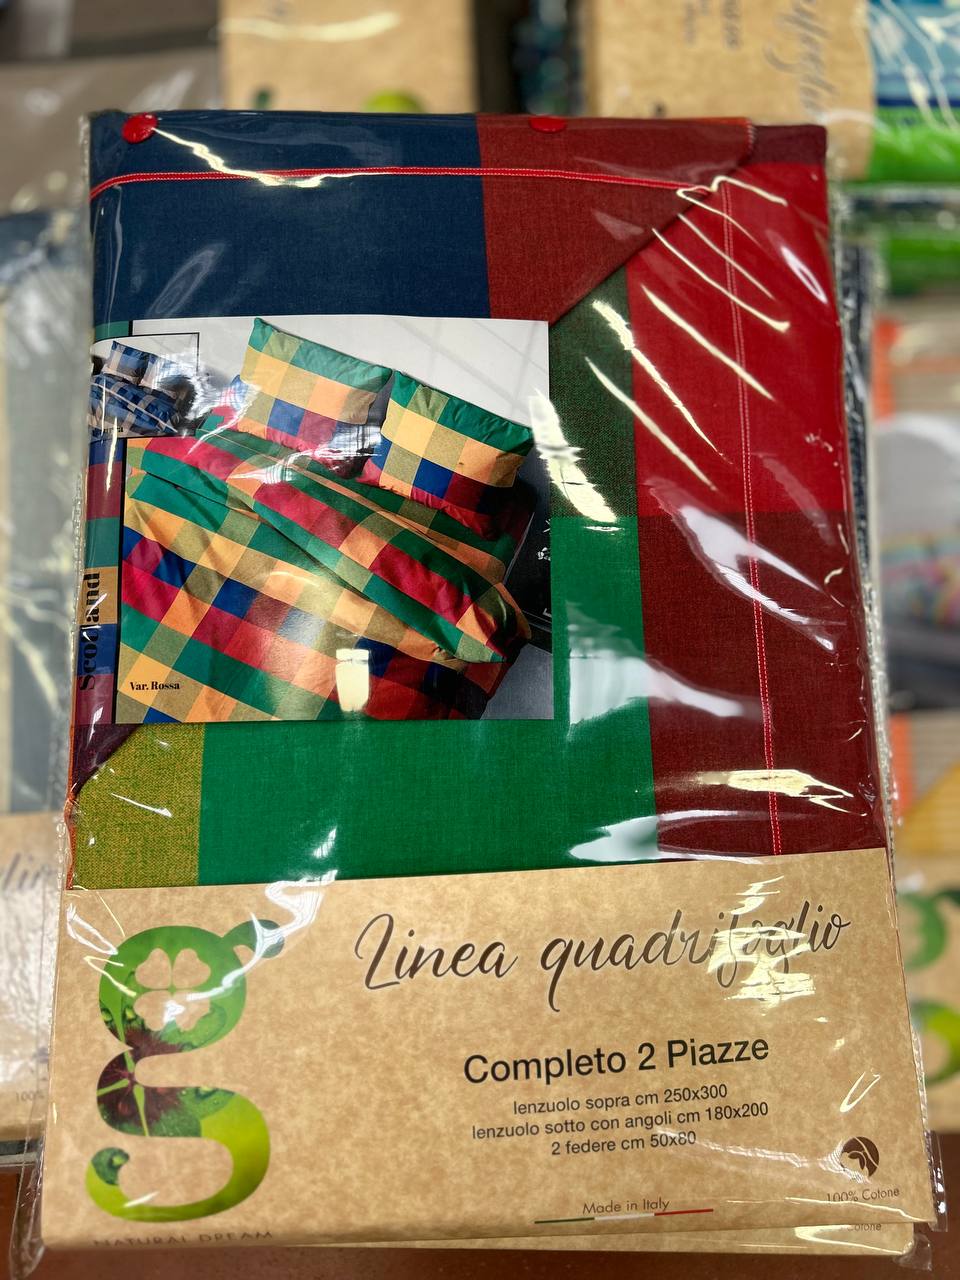 Scotland
Var. Rossa
Linea quadrifoglio
Completo 2 Piazze
lenzuolo sopra cm 250x300
lenzuolo sotto con angoli cm 180x200
2 federe cm 50x80
100% Cotone
Made in Italy
NATURAL DREAM
Cotone